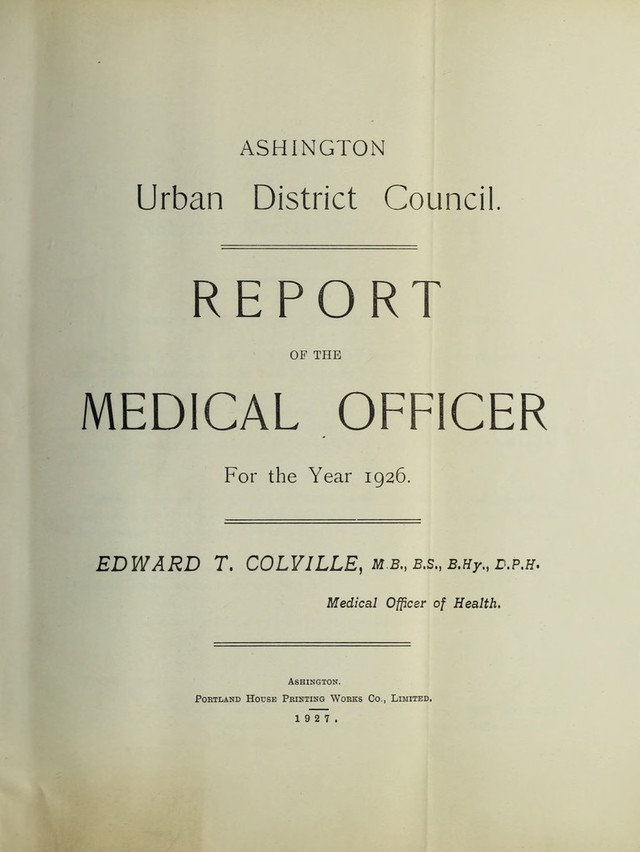 ASHINGTON
Urban District Council.
REPORT
OF THE
MEDICAL OFFICER
For the Year 1926.
EDWARD T. COLVILLE, M.B., B.S., B.Hy., D.P.H.
Medical Officer of Health.
ASHINGTON.
PORTLAND HOUSE PRINTING WORKS CO., LIMITED.
1927.